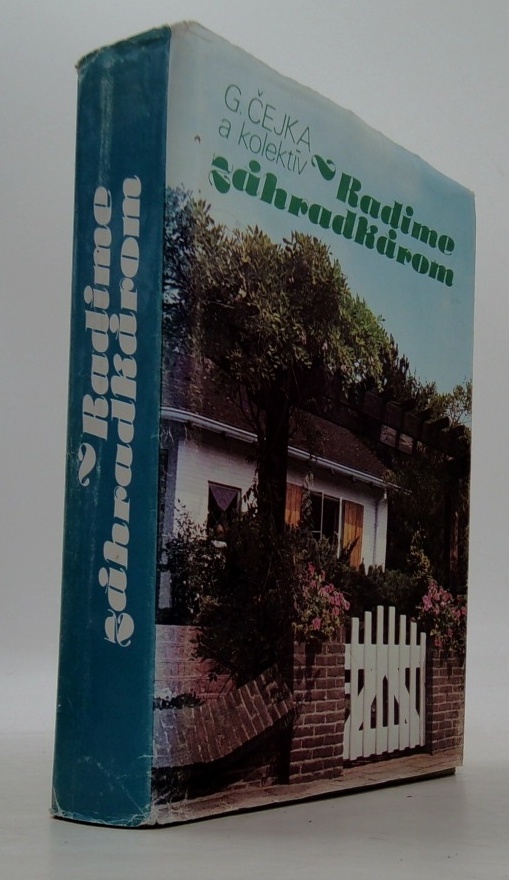 G. ČEJKA
a kolektív
Radíme
záhradkárom
Radíme
záhradkárom